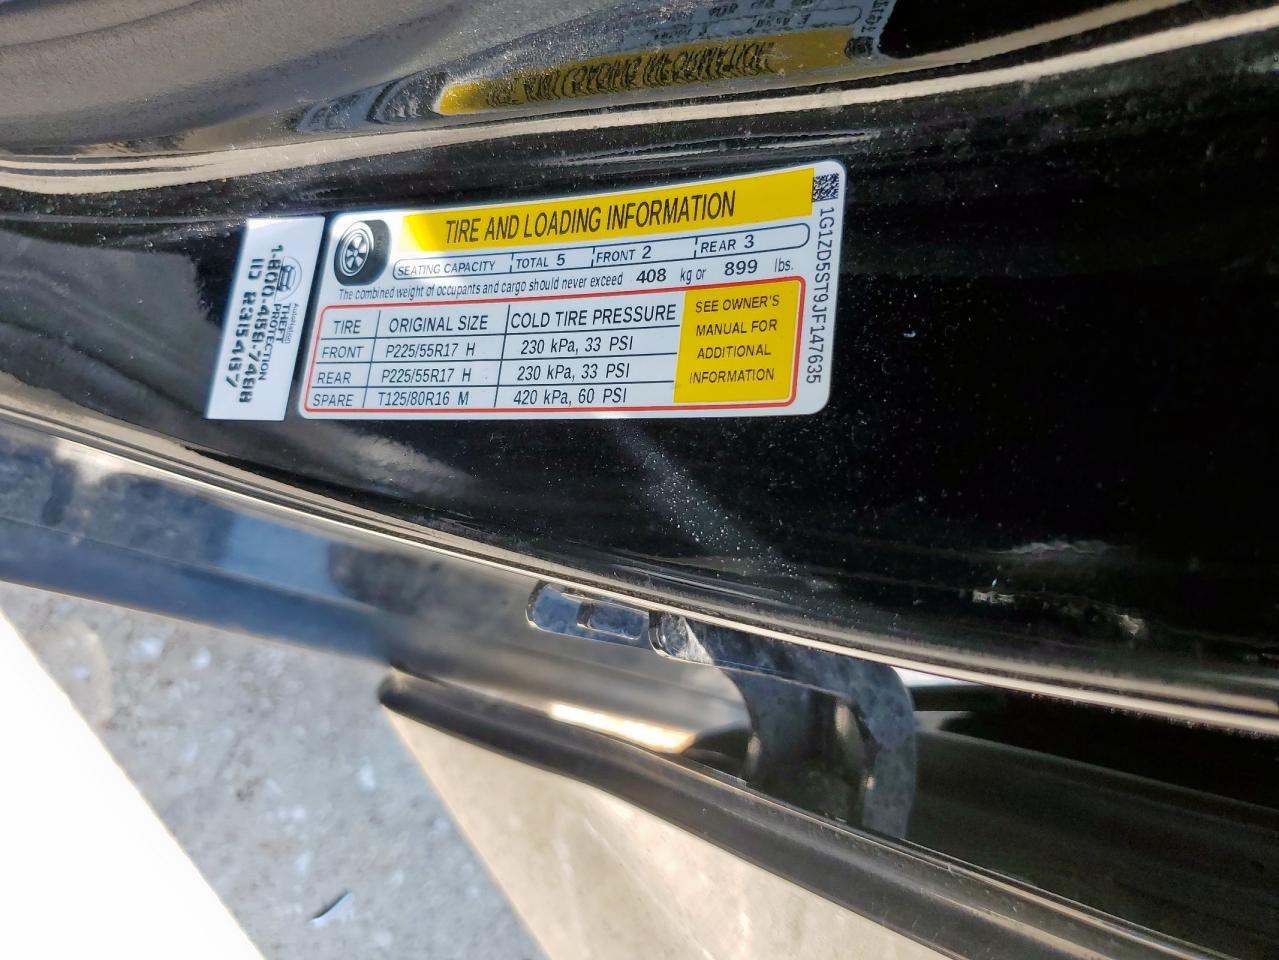 TIRE AND LOADING INFORMATION
SEATING CAPACITY TOTAL 5 FRONT 2 REAR 3
The combined weight of occupants and cargo should never exceed 408 kg or 899 lbs.
TIRE ORIGINAL SIZE COLD TIRE PRESSURE
FRONT P225/55R17 H 230 kPa, 33 PSI
REAR P225/55R17 H 230 kPa, 33 PSI
SPARE T125/80R16 M 420 kPa, 60 PSI
SEE OWNER'S
MANUAL FOR
ADDITIONAL
INFORMATION
1G1ZD5ST9JF147635
AutoNation
THEFT
PROTECTION
1-800-458-7488